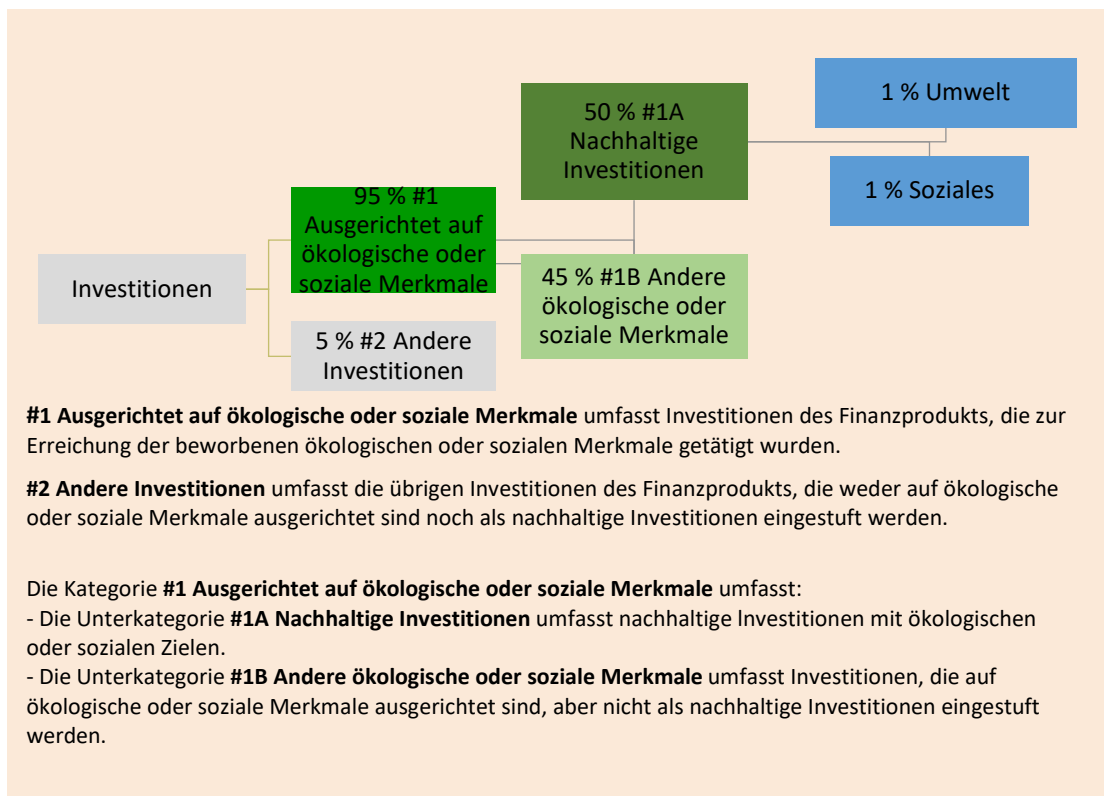 1 % Umwelt
50 % #1A
Nachhaltige
Investitionen
1 % Soziales
95 % #1
Ausgerichtet auf
ökologische oder
soziale Merkmale
45 % #1B Andere
ökologische oder
soziale Merkmale
Investitionen
5 % #2 Andere
Investitionen
#1 Ausgerichtet auf ökologische oder soziale Merkmale umfasst Investitionen des Finanzprodukts, die zur
Erreichung der beworbenen ökologischen oder sozialen Merkmale getätigt wurden.
#2 Andere Investitionen umfasst die übrigen Investitionen des Finanzprodukts, die weder auf ökologische
oder soziale Merkmale ausgerichtet sind noch als nachhaltige Investitionen eingestuft werden.
Die Kategorie #1 Ausgerichtet auf ökologische oder soziale Merkmale umfasst:
- Die Unterkategorie #1A Nachhaltige Investitionen umfasst nachhaltige Investitionen mit ökologischen
oder sozialen Zielen.
- Die Unterkategorie #1B Andere ökologische oder soziale Merkmale umfasst Investitionen, die auf
ökologische oder soziale Merkmale ausgerichtet sind, aber nicht als nachhaltige Investitionen eingestuft
werden.